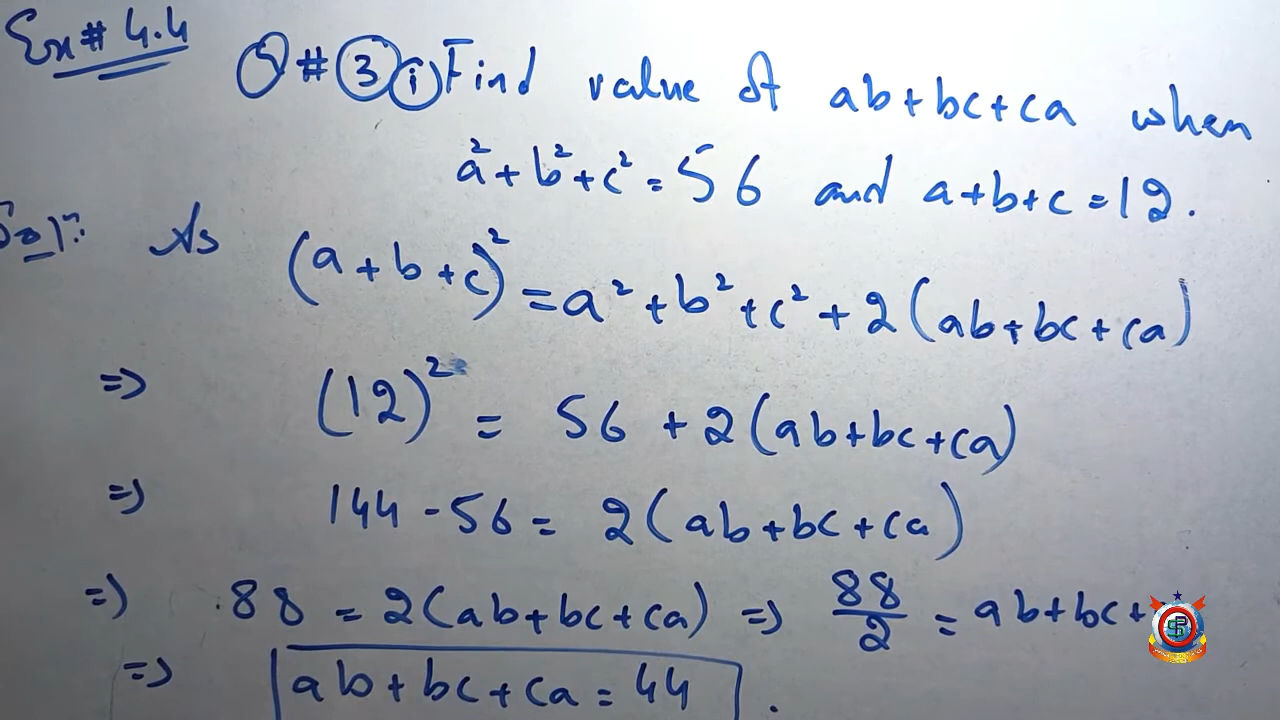 Ex# 4.4
Q#3 i Find value of ab+bc+ca when
a²+b²+c²=56 and a+b+c=12.
Sol: As (a+b+c)²=a²+b²+c²+2(ab+bc+ca)
=> (12)² = 56 +2(ab+bc+ca)
=> 144-56= 2(ab+bc+ca)
=> 88 =2(ab+bc+ca) => 88/2 = ab+bc+
=> ab+bc+ca=44.